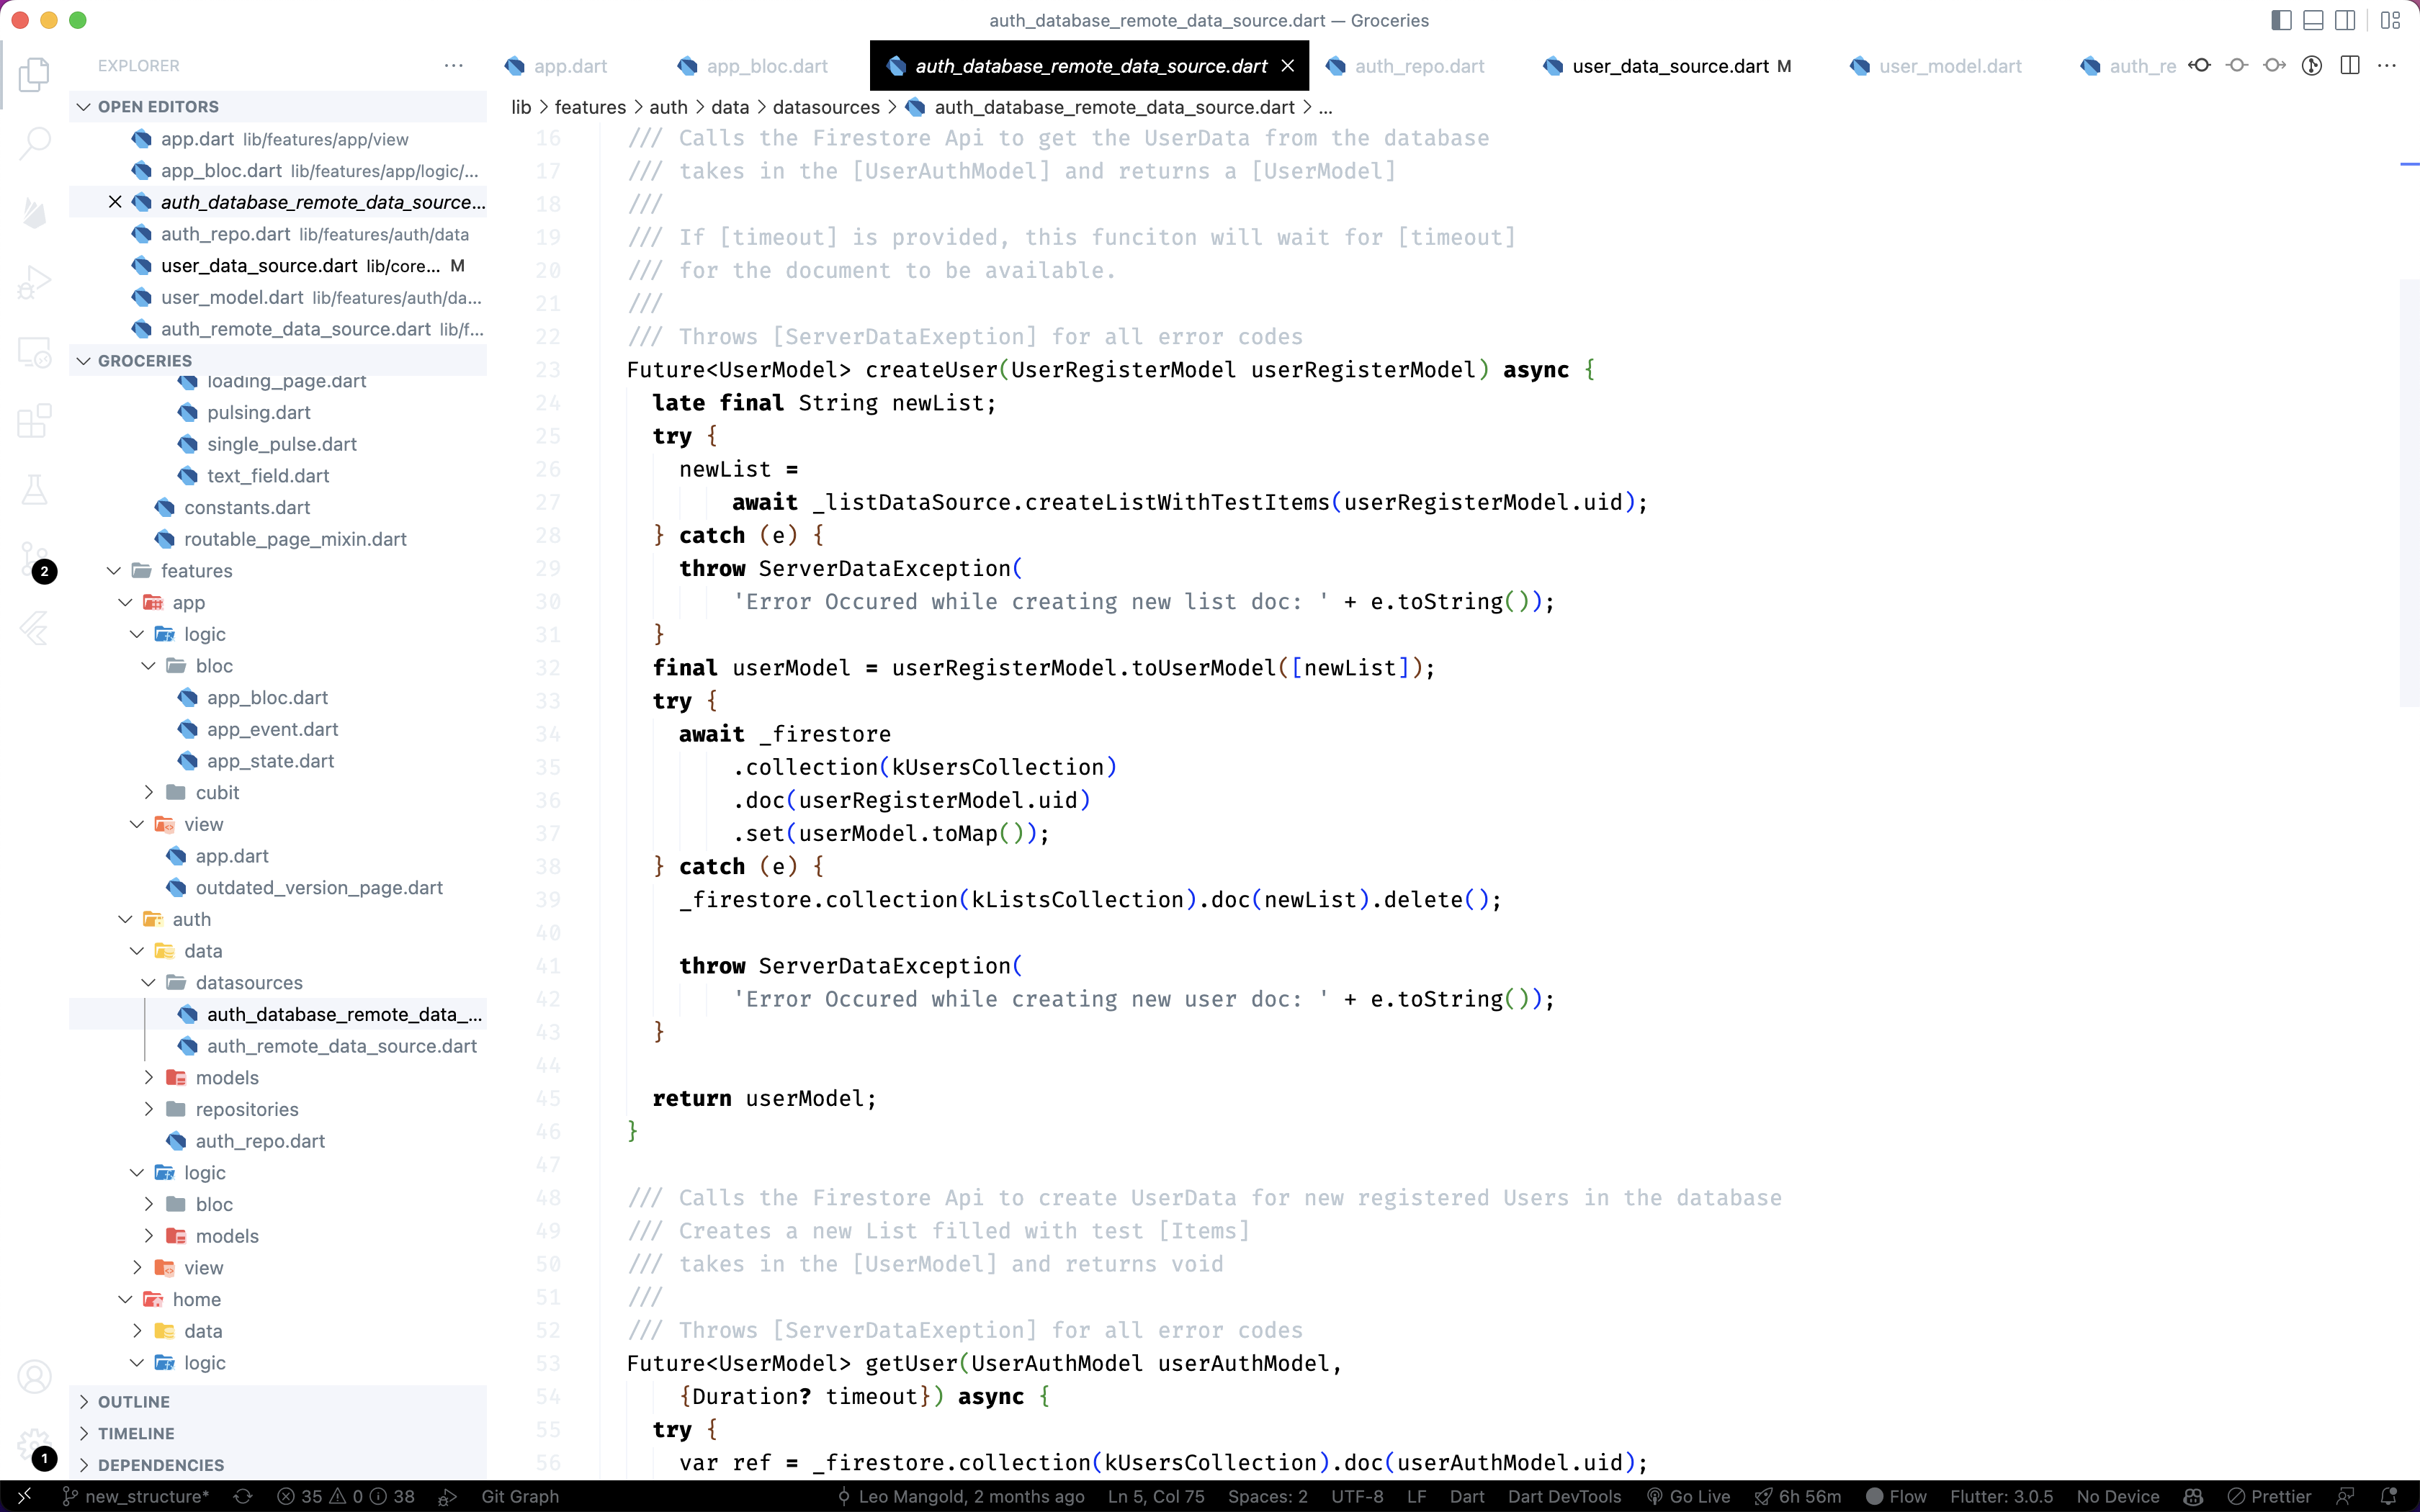 auth_database_remote_data_source.dart — Groceries
EXPLORER
OPEN EDITORS
app.dart lib/features/app/view
app_bloc.dart lib/features/app/logic/...
auth_database_remote_data_source...
auth_repo.dart lib/features/auth/data
user_data_source.dart lib/core... M
user_model.dart lib/features/auth/da...
auth_remote_data_source.dart lib/f...
GROCERIES
loading_page.dart
pulsing.dart
single_pulse.dart
text_field.dart
constants.dart
routable_page_mixin.dart
features
app
logic
bloc
app_bloc.dart
app_event.dart
app_state.dart
cubit
view
app.dart
outdated_version_page.dart
auth
data
datasources
auth_database_remote_data_...
auth_remote_data_source.dart
models
repositories
auth_repo.dart
logic
bloc
models
view
home
data
logic
OUTLINE
TIMELINE
DEPENDENCIES
2
1
app.dart app_bloc.dart auth_database_remote_data_source.dart auth_repo.dart user_data_source.dart M user_model.dart auth_re
lib > features > auth > data > datasources > auth_database_remote_data_source.dart > ...
16 /// Calls the Firestore Api to get the UserData from the database
17 /// takes in the [UserAuthModel] and returns a [UserModel]
18 ///
19 /// If [timeout] is provided, this funciton will wait for [timeout]
20 /// for the document to be available.
21 ///
22 /// Throws [ServerDataExeption] for all error codes
23 Future<UserModel> createUser(UserRegisterModel userRegisterModel) async {
24 late final String newList;
25 try {
26 newList =
27 await _listDataSource.createListWithTestItems(userRegisterModel.uid);
28 } catch (e) {
29 throw ServerDataException(
30 'Error Occured while creating new list doc: ' + e.toString());
31 }
32 final userModel = userRegisterModel.toUserModel([newList]);
33 try {
34 await _firestore
35 .collection(kUsersCollection)
36 .doc(userRegisterModel.uid)
37 .set(userModel.toMap());
38 } catch (e) {
39 _firestore.collection(kListsCollection).doc(newList).delete();
40
41 throw ServerDataException(
42 'Error Occured while creating new user doc: ' + e.toString());
43 }
44
45 return userModel;
46 }
47
48 /// Calls the Firestore Api to create UserData for new registered Users in the database
49 /// Creates a new List filled with test [Items]
50 /// takes in the [UserModel] and returns void
51 ///
52 /// Throws [ServerDataExeption] for all error codes
53 Future<UserModel> getUser(UserAuthModel userAuthModel,
54 {Duration? timeout}) async {
55 try {
56 var ref = _firestore.collection(kUsersCollection).doc(userAuthModel.uid);
new_structure* 35 0 38 Git Graph Leo Mangold, 2 months ago Ln 5, Col 75 Spaces: 2 UTF-8 LF Dart Dart DevTools Go Live 6h 56m Flow Flutter: 3.0.5 No Device Prettier